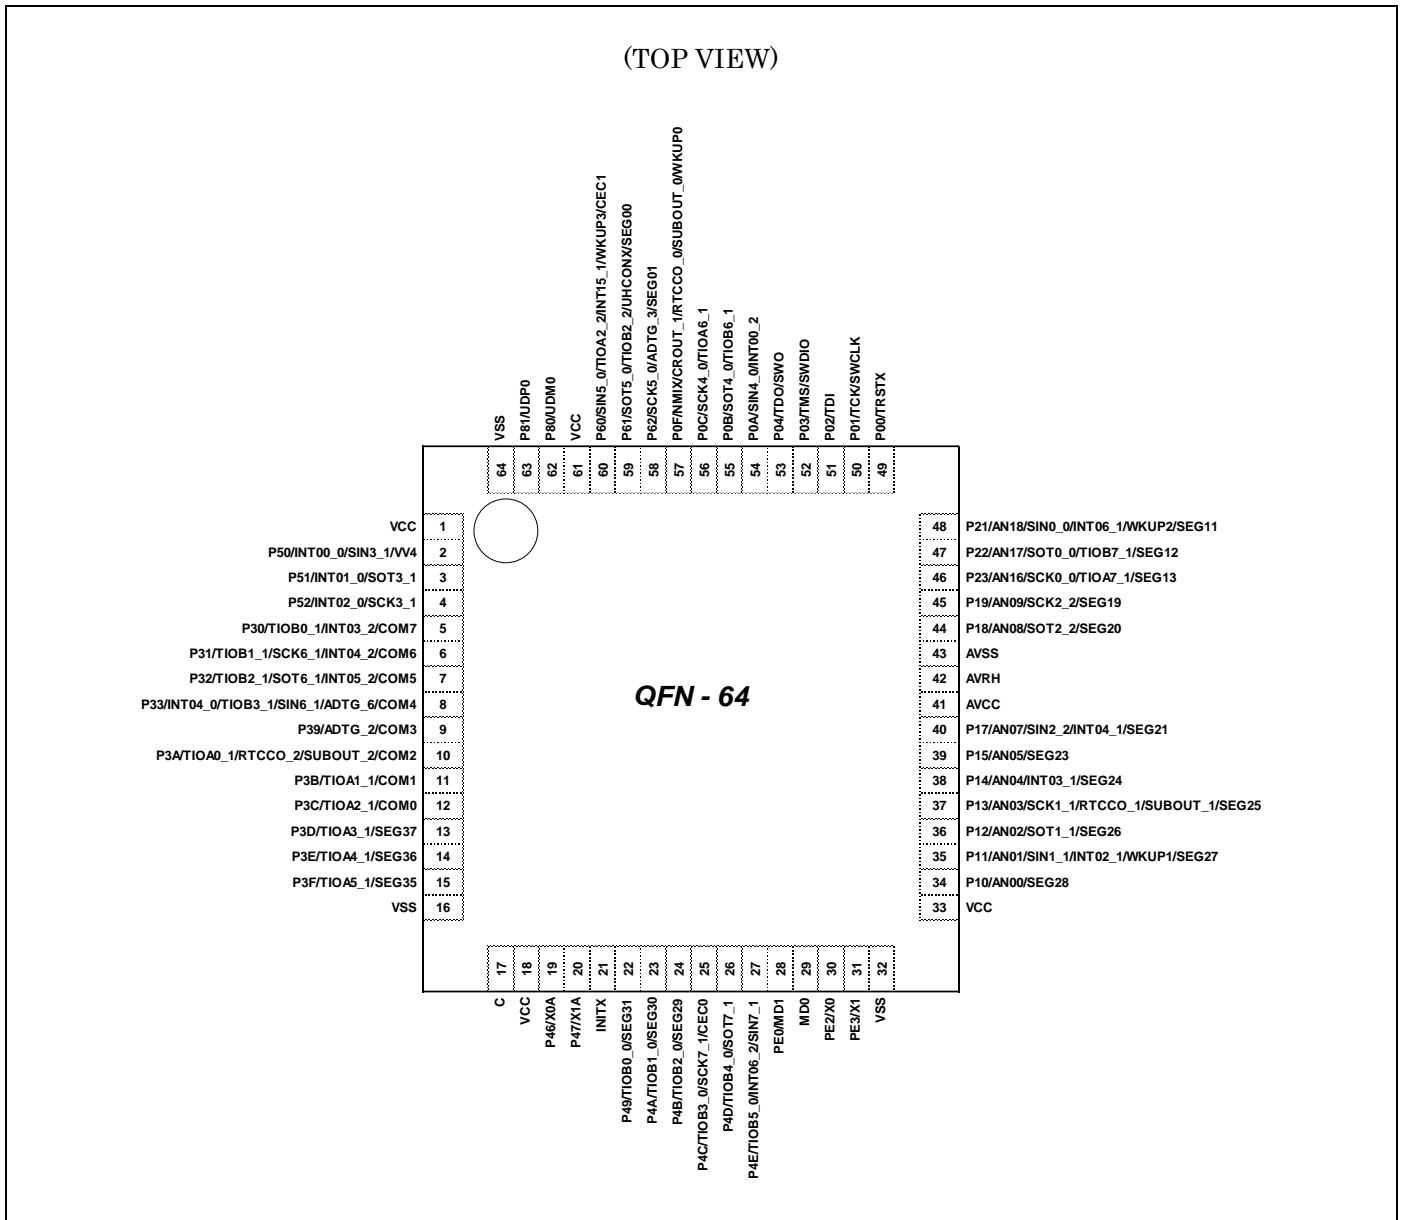 (TOP VIEW)
VSS
P81/UDP0
P80/UDM0
VCC
P60/SIN5_0/TIOA2_2/INT15_1/WKUP3/CEC1
P61/SOT5_0/TIOB2_2/UHCONX/SEG00
P62/SCK5_0/ADTG_3/SEG01
P0F/NMIX/CROUT_1/RTCCO_0/SUBOUT_0/WKUP0
P0C/SCK4_0/TIOA6_1
P0B/SOT4_0/TIOB6_1
P0A/SIN4_0/INT00_2
P04/TDO/SWO
P03/TMS/SWDIO
P02/TDI
P01/TCK/SWCLK
P00/TRSTX
64
63
62
61
60
59
58
57
56
55
54
53
52
51
50
49
VCC 1
P50/INT00_0/SIN3_1/VV4 2
P51/INT01_0/SOT3_1 3
P52/INT02_0/SCK3_1 4
P30/TIOB0_1/INT03_2/COM7 5
P31/TIOB1_1/SCK6_1/INT04_2/COM6 6
P32/TIOB2_1/SOT6_1/INT05_2/COM5 7
P33/INT04_0/TIOB3_1/SIN6_1/ADTG_6/COM4 8
P39/ADTG_2/COM3 9
P3A/TIOA0_1/RTCCO_2/SUBOUT_2/COM2 10
P3B/TIOA1_1/COM1 11
P3C/TIOA2_1/COM0 12
P3D/TIOA3_1/SEG37 13
P3E/TIOA4_1/SEG36 14
P3F/TIOA5_1/SEG35 15
VSS 16
QFN - 64
48 P21/AN18/SIN0_0/INT06_1/WKUP2/SEG11
47 P22/AN17/SOT0_0/TIOB7_1/SEG12
46 P23/AN16/SCK0_0/TIOA7_1/SEG13
45 P19/AN09/SCK2_2/SEG19
44 P18/AN08/SOT2_2/SEG20
43 AVSS
42 AVRH
41 AVCC
40 P17/AN07/SIN2_2/INT04_1/SEG21
39 P15/AN05/SEG23
38 P14/AN04/INT03_1/SEG24
37 P13/AN03/SCK1_1/RTCCO_1/SUBOUT_1/SEG25
36 P12/AN02/SOT1_1/SEG26
35 P11/AN01/SIN1_1/INT02_1/WKUP1/SEG27
34 P10/AN00/SEG28
33 VCC
17
18
19
20
21
22
23
24
25
26
27
28
29
30
31
32
C
VCC
P46/X0A
P47/X1A
INITX
P49/TIOB0_0/SEG31
P4A/TIOB1_0/SEG30
P4B/TIOB2_0/SEG29
P4C/TIOB3_0/SCK7_1/CEC0
P4D/TIOB4_0/SOT7_1
P4E/TIOB5_0/INT06_2/SIN7_1
PE0/MD1
MD0
PE2/X0
PE3/X1
VSS